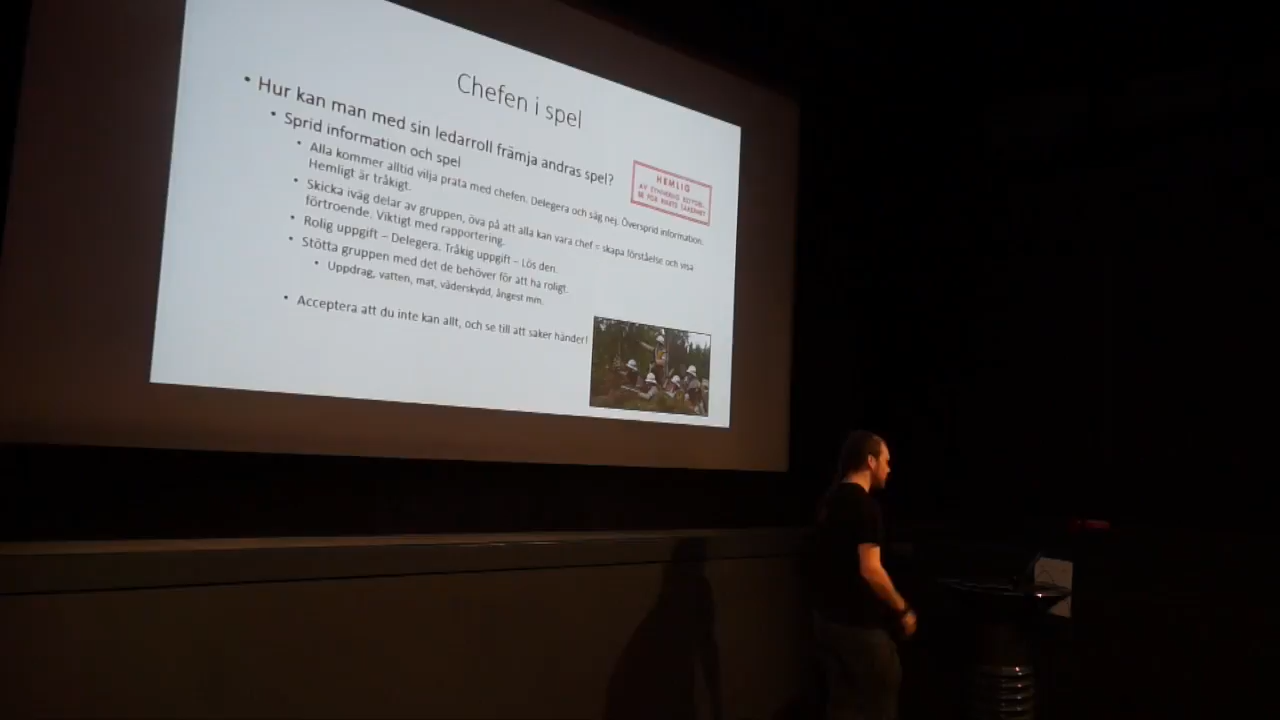 Chefen i spel
• Hur kan man med sin ledarroll främja andras spel?
• Sprid information och spel
• Alla kommer alltid vilja prata med chefen. Delegera och säg nej. Översprid information.
Hemligt är tråkigt.
• Skicka iväg delar av gruppen, öva på att alla kan vara chef = skapa förståelse och visa
förtroende. Viktigt med rapportering.
• Rolig uppgift – Delegera. Tråkig uppgift – Lös den.
• Stötta gruppen med det de behöver för att ha roligt.
• Uppdrag, vatten, mat, väderskydd, ångest mm.
• Acceptera att du inte kan allt, och se till att saker händer!
HEMLIG
AV